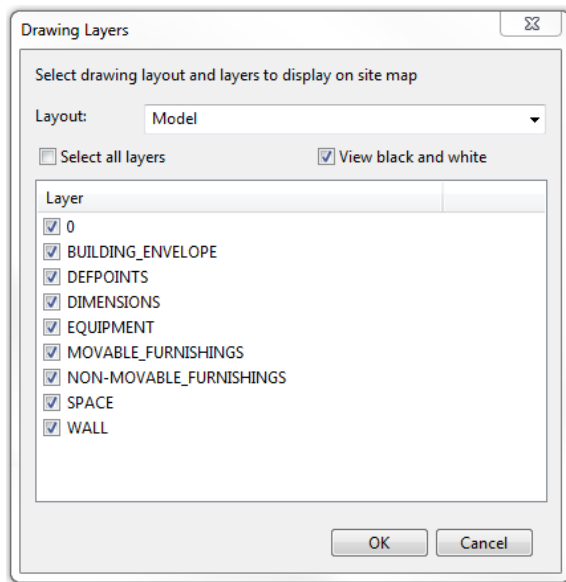 Drawing Layers
Select drawing layout and layers to display on site map
Layout: Model
Select all layers View black and white
Layer
0
BUILDING_ENVELOPE
DEFPOINTS
DIMENSIONS
EQUIPMENT
MOVABLE_FURNISHINGS
NON-MOVABLE_FURNISHINGS
SPACE
WALL
OK Cancel